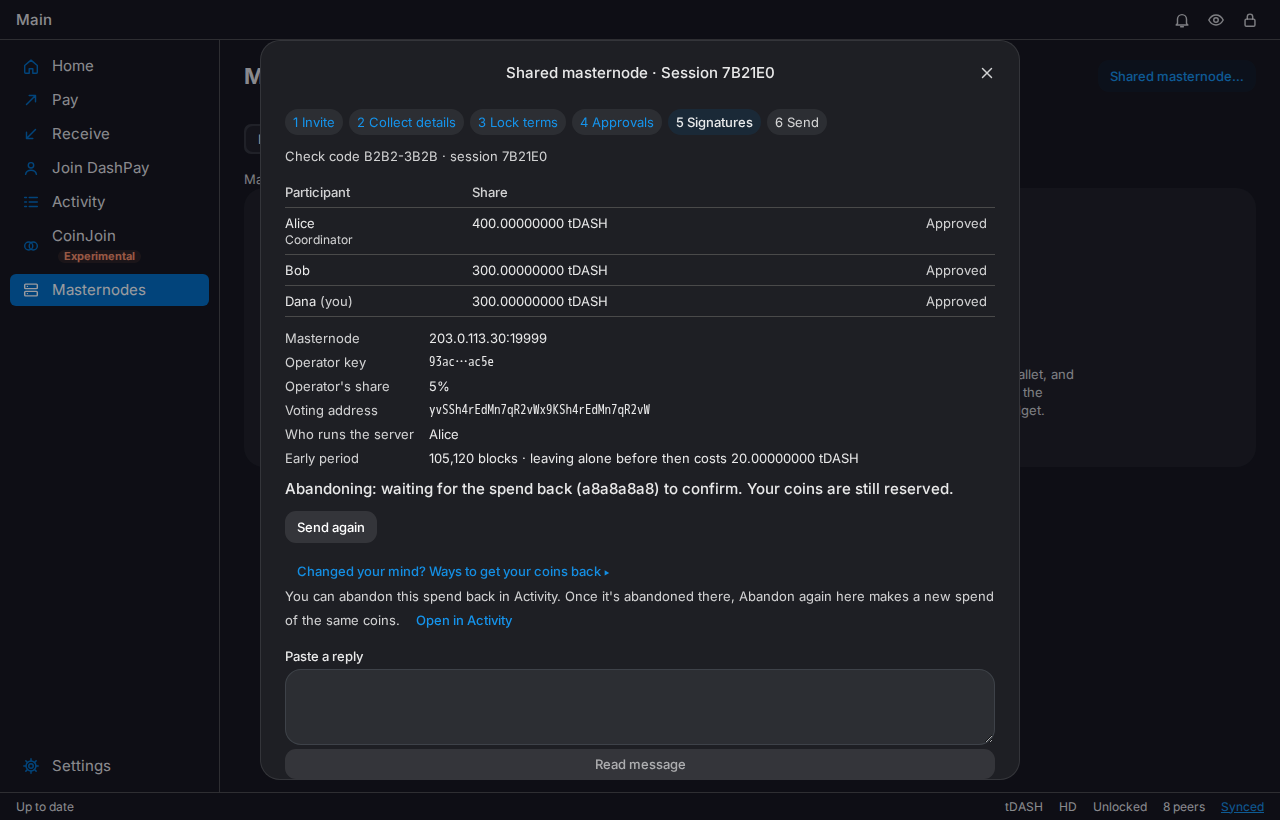 Main
Home
Pay
Receive
Join DashPay
Activity
CoinJoin
Experimental
Masternodes
Settings
Shared masternode...
Shared masternode · Session 7B21E0
1 Invite
2 Collect details
3 Lock terms
4 Approvals
5 Signatures
6 Send
Check code B2B2-3B2B · session 7B21E0
Participant Share
Alice 400.00000000 tDASH Approved
Coordinator
Bob 300.00000000 tDASH Approved
Dana (you) 300.00000000 tDASH Approved
Masternode 203.0.113.30:19999
Operator key 93ac···ac5e
Operator's share 5%
Voting address yvSSh4rEdMn7qR2vWx9KSh4rEdMn7qR2vW
Who runs the server Alice
Early period 105,120 blocks · leaving alone before then costs 20.00000000 tDASH
Abandoning: waiting for the spend back (a8a8a8a8) to confirm. Your coins are still reserved.
Send again
Changed your mind? Ways to get your coins back ▸
You can abandon this spend back in Activity. Once it's abandoned there, Abandon again here makes a new spend
of the same coins. Open in Activity
Paste a reply
Read message
and
the
Up to date
tDASH
HD
Unlocked
8 peers
Synced